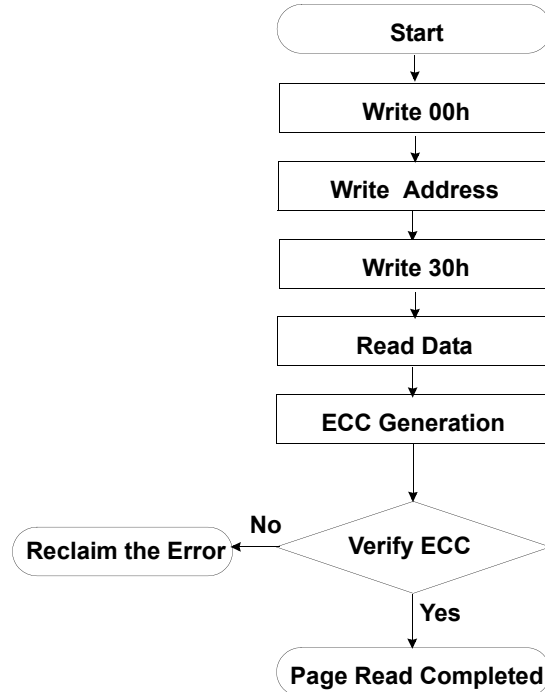 Start
Write 00h
Write Address
Write 30h
Read Data
ECC Generation
No
Reclaim the Error
Verify ECC
Yes
Page Read Completed